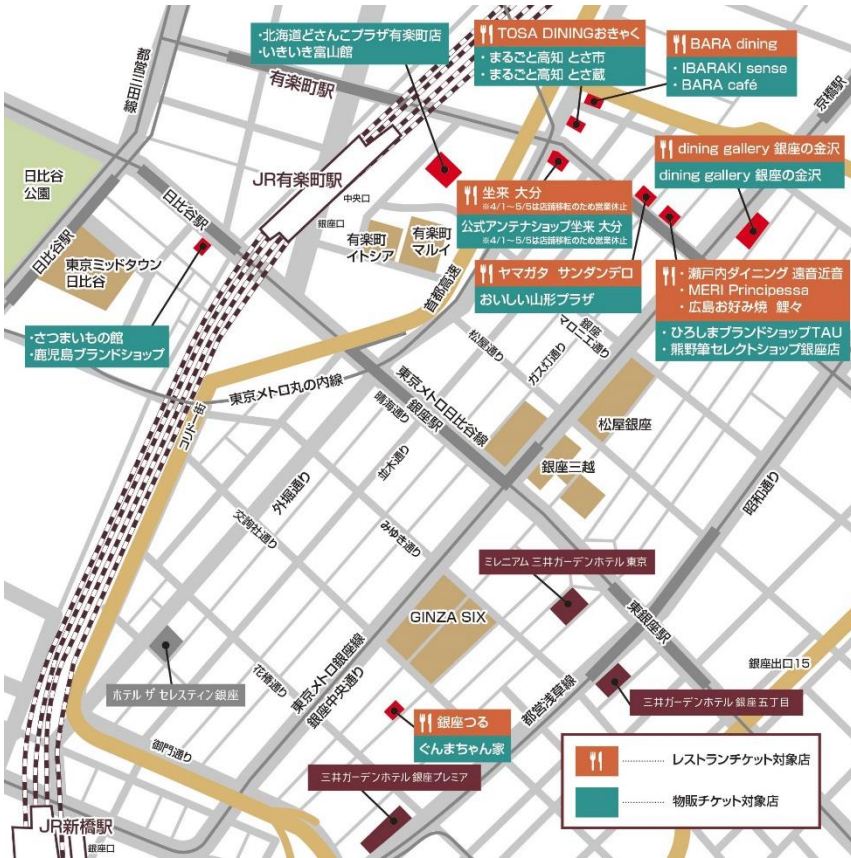 ・北海道どさんこプラザ有楽町店
・いきいき富山館
TOSA DININGおきゃく
・まるごと高知 とさ市
・まるごと高知 とさ蔵
BARA dining
・IBARAKI sense
・BARA café
都営三田線
有楽町駅
京橋駅
JR有楽町駅
中央口
銀座口
日比谷
公園
日比谷駅
日比谷駅
東京ミッドタウン
日比谷
有楽町
イトシア
有楽町
マルイ
首都高速
坐来 大分
※4/1～5/5は店舗移転のため営業休止
公式アンテナショップ坐来 大分
※4/1～5/5は店舗移転のため営業休止
dining gallery 銀座の金沢
dining gallery 銀座の金沢
ヤマガタ サンダンデロ
おいしい山形プラザ
・瀬戸内ダイニング 遠音近音
・MERI Principessa
・広島お好み焼 鯉々
・ひろしまブランドショップTAU
・熊野筆セレクトショップ銀座店
・さつまいもの館
・鹿児島ブランドショップ
東京メトロ丸の内線
コリドー街
松屋通り
ガス灯通り
銀座
マロニエ通り
東京メトロ日比谷線
銀座駅
晴海通り
並木通り
みゆき通り
外堀通り
交詢社通り
松屋銀座
銀座三越
昭和通り
ミレニアム 三井ガーデンホテル 東京
東銀座駅
GINZA SIX
銀座出口15
ホテル ザ セレスティン銀座
花椿通り
東京メトロ銀座線
銀座中央通り
都営浅草線
三井ガーデンホテル 銀座五丁目
銀座つる
ぐんまちゃん家
御門通り
三井ガーデンホテル 銀座プレミア
レストランチケット対象店
物販チケット対象店
JR新橋駅
銀座口